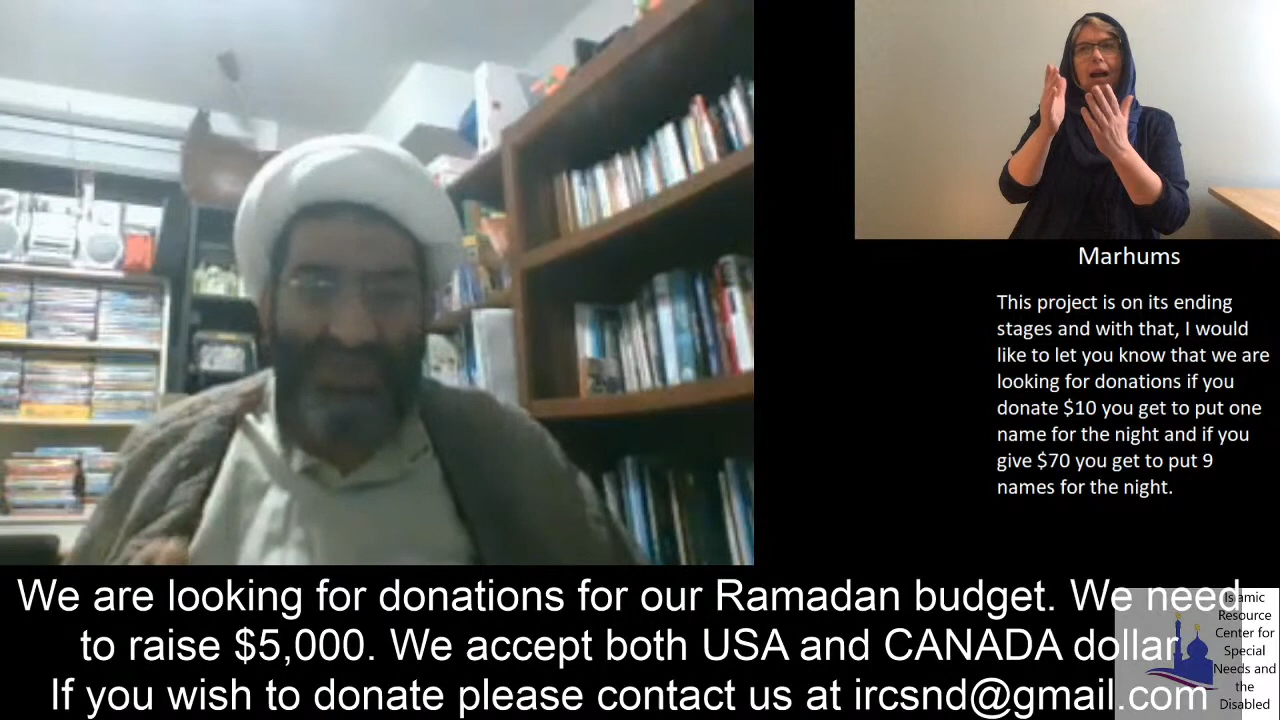 Marhums
This project is on its ending
stages and with that, I would
like to let you know that we are
looking for donations if you
donate $10 you get to put one
name for the night and if you
give $70 you get to put 9
names for the night.
We are looking for donations for our Ramadan budget. We need
to raise $5,000. We accept both USA and CANADA dollar
If you wish to donate please contact us at ircsnd@gmail.com
Islamic
Resource
Center for
Special
Needs and
the
Disabled